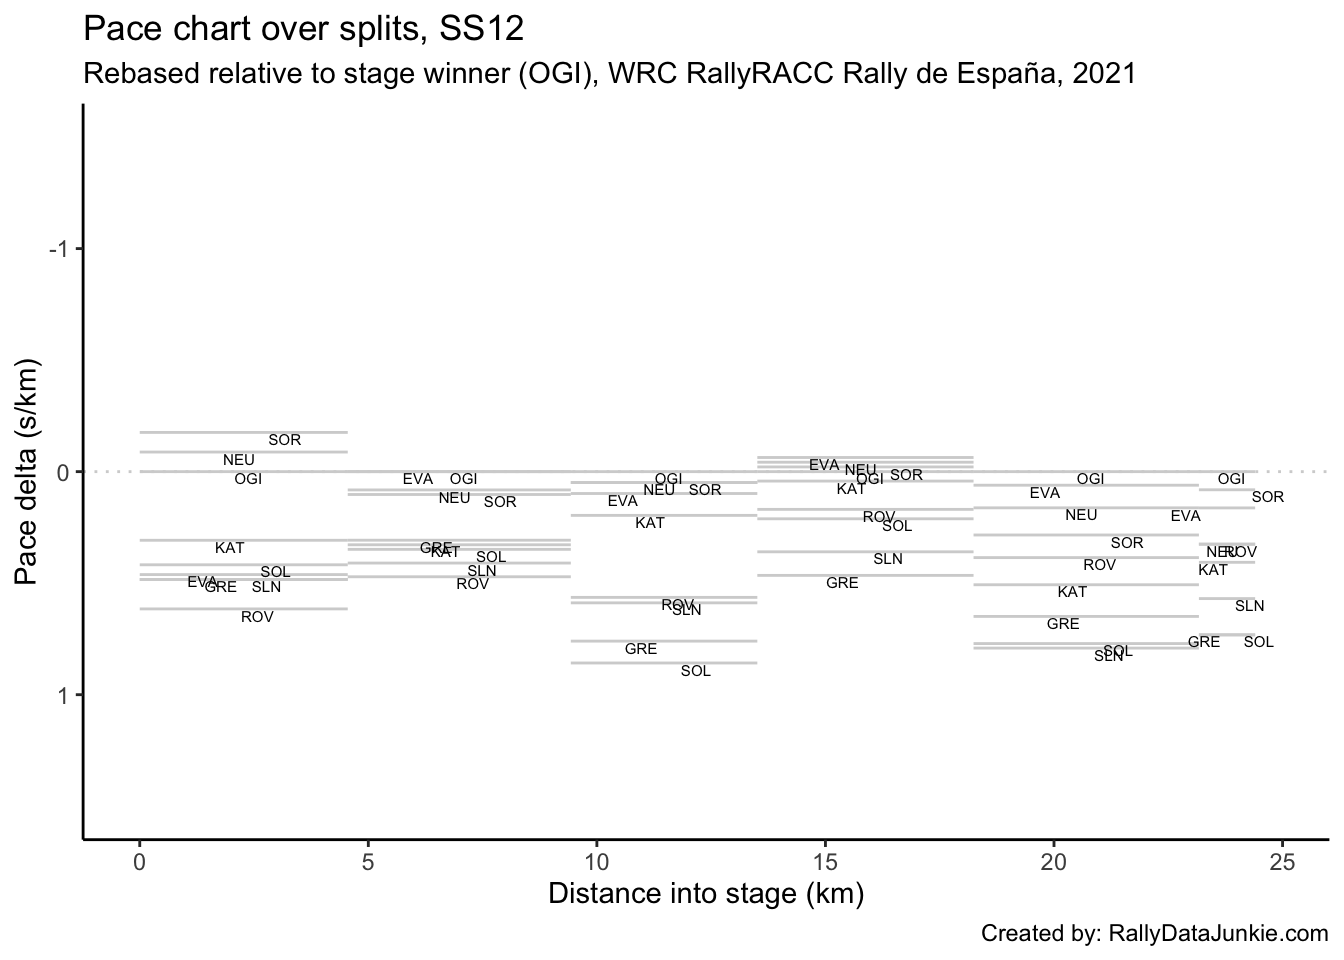 Pace chart over splits, SS12
Rebased relative to stage winner (OGI), WRC RallyRACC Rally de España, 2021
Pace delta (s/km)
-1
0
1
SOR
NEU
OGI
KAT
SOL
EVA
GRE
SLN
ROV
EVA
OGI
NEU
SOR
GRE
KAT
SOL
SLN
ROV
OGI
NEU
SOR
EVA
KAT
ROV
SLN
GRE
SOL
EVA
NEU
SOR
OGI
KAT
ROV
SOL
SLN
GRE
OGI
EVA
NEU
SOR
ROV
KAT
GRE
SOL
SLN
OGI
SOR
EVA
NEU
ROV
KAT
SLN
GRE
SOL
0 5 10 15 20 25
Distance into stage (km)
Created by: RallyDataJunkie.com